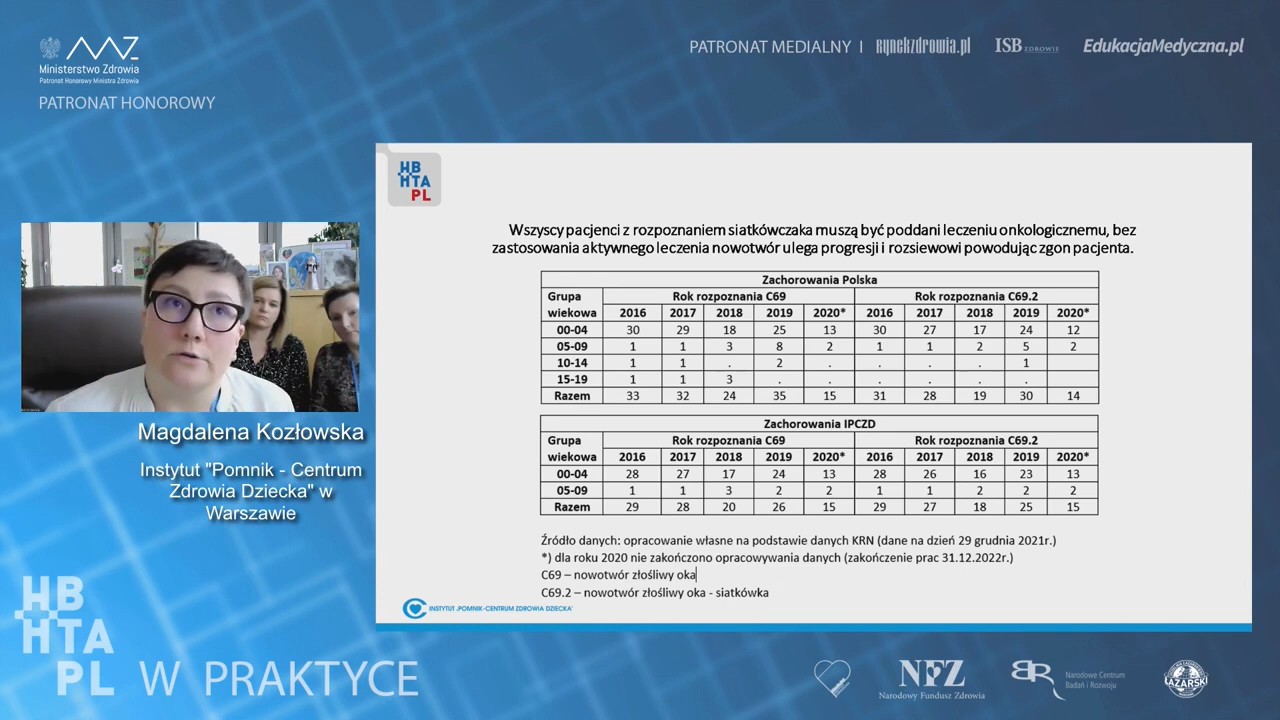 Ministerstwo Zdrowia
Patronat Honorowy Ministra Zdrowia
PATRONAT HONOROWY
PATRONAT MEDIALNY I rynekzdrowia.pl ISB ZDROWIE EdukacjaMedyczna.pl
HB
HTA
PL
Wszyscy pacjenci z rozpoznaniem siatkówczaka muszą być poddani leczeniu onkologicznemu, bez
zastosowania aktywnego leczenia nowotwór ulega progresji i rozsiewowi powodując zgon pacjenta.
Zachorowania Polska
Grupa wiekowa Rok rozpoznania C69 Rok rozpoznania C69.2
2016 2017 2018 2019 2020* 2016 2017 2018 2019 2020*
00-04 30 29 18 25 13 30 27 17 24 12
05-09 1 1 3 8 2 1 1 2 5 2
10-14 1 1 . 2 . . . . 1
15-19 1 1 3 . . . . . .
Razem 33 32 24 35 15 31 28 19 30 14
Zachorowania IPCZD
Grupa wiekowa Rok rozpoznania C69 Rok rozpoznania C69.2
2016 2017 2018 2019 2020* 2016 2017 2018 2019 2020*
00-04 28 27 17 24 13 28 26 16 23 13
05-09 1 1 3 2 2 1 1 2 2 2
Razem 29 28 20 26 15 29 27 18 25 15
Źródło danych: opracowanie własne na podstawie danych KRN (dane na dzień 29 grudnia 2021r.)
*) dla roku 2020 nie zakończono opracowywania danych (zakończenie prac 31.12.2022r.)
C69 – nowotwór złośliwy oka
C69.2 – nowotwór złośliwy oka - siatkówka
INSTYTUT „POMNIK-CENTRUM ZDROWIA DZIECKA"
Magdalena Kozłowska
Instytut "Pomnik - Centrum
Zdrowia Dziecka" w
Warszawie
HB
HTA
PL W PRAKTYCE
NFZ
Narodowy Fundusz Zdrowia
Narodowe Centrum
Badań i Rozwoju
ŁAZARSKI